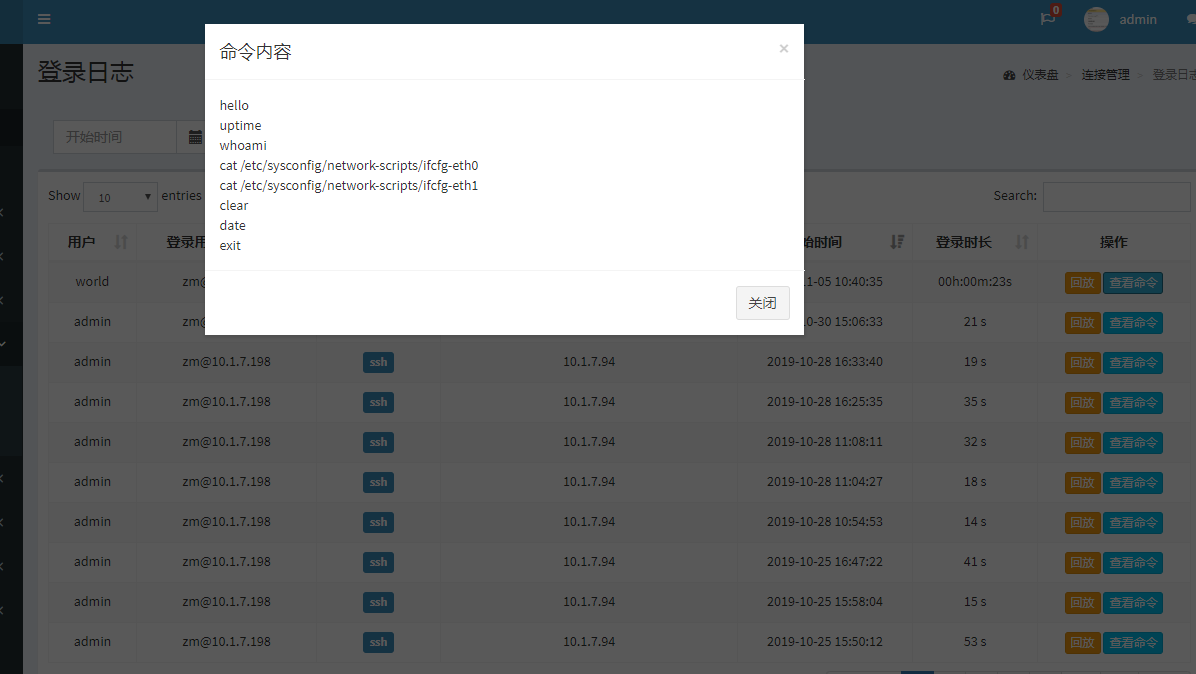 0
admin
命令内容
×
登录日志
仪表盘 > 连接管理 > 登录日志
hello
uptime
whoami
cat /etc/sysconfig/network-scripts/ifcfg-eth0
cat /etc/sysconfig/network-scripts/ifcfg-eth1
clear
date
exit
关闭
开始时间
Show 10 entries
Search:
用户 登录用 始时间 登录时长 操作
world zm@ 1-05 10:40:35 00h:00m:23s 回放 查看命令
admin zm@ 0-30 15:06:33 21 s 回放 查看命令
admin zm@10.1.7.198 ssh 10.1.7.94 2019-10-28 16:33:40 19 s 回放 查看命令
admin zm@10.1.7.198 ssh 10.1.7.94 2019-10-28 16:25:35 35 s 回放 查看命令
admin zm@10.1.7.198 ssh 10.1.7.94 2019-10-28 11:08:11 32 s 回放 查看命令
admin zm@10.1.7.198 ssh 10.1.7.94 2019-10-28 11:04:27 18 s 回放 查看命令
admin zm@10.1.7.198 ssh 10.1.7.94 2019-10-28 10:54:53 14 s 回放 查看命令
admin zm@10.1.7.198 ssh 10.1.7.94 2019-10-25 16:47:22 41 s 回放 查看命令
admin zm@10.1.7.198 ssh 10.1.7.94 2019-10-25 15:58:04 15 s 回放 查看命令
admin zm@10.1.7.198 ssh 10.1.7.94 2019-10-25 15:50:12 53 s 回放 查看命令